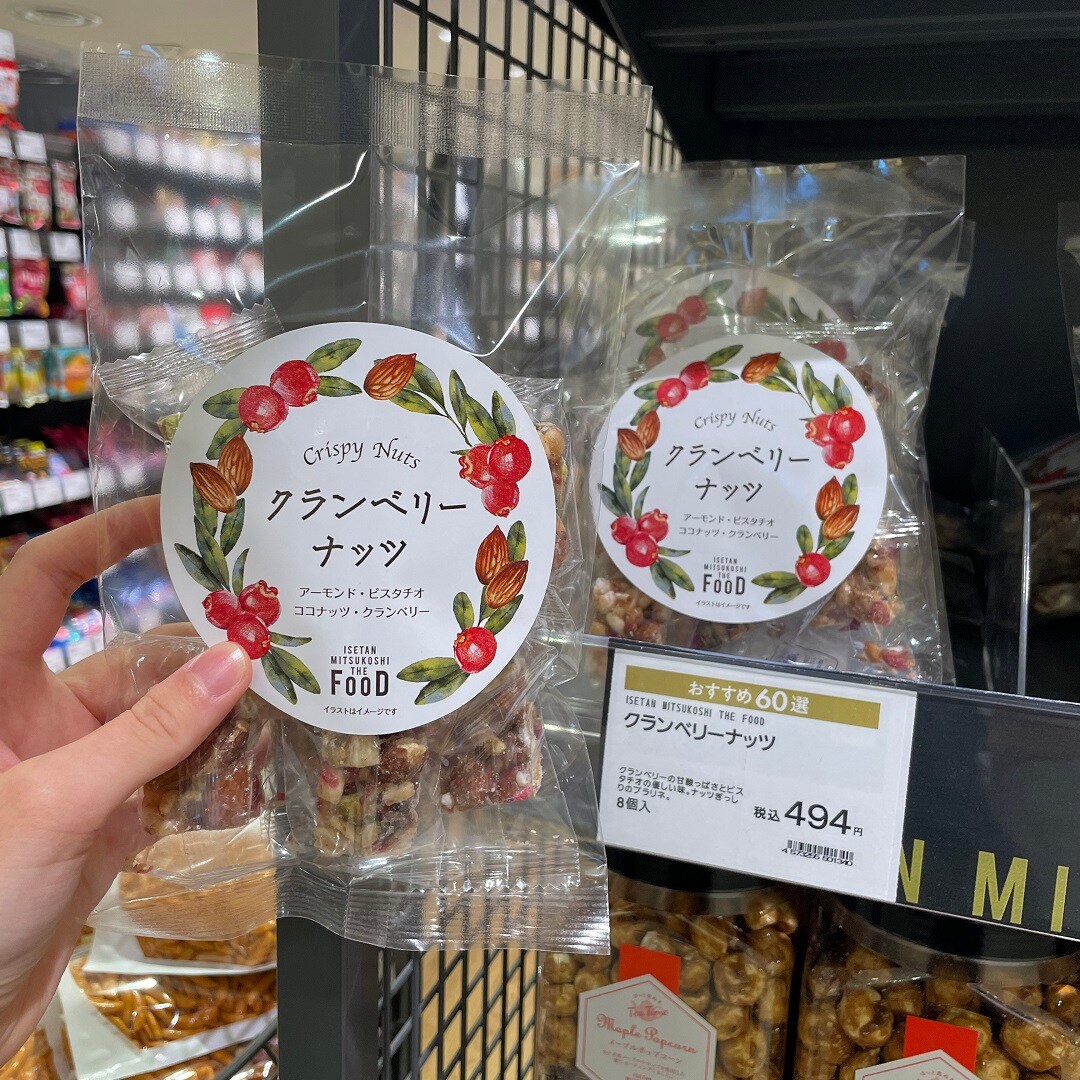 Crispy Nuts
クランベリー
ナッツ
アーモンド・ピスタチオ
ココナッツ・クランベリー
ISETAN
MITSUKOSHI
THE
FooD
イラストはイメージです
Crispy Nuts
クランベリー
ナッツ
アーモンド・ピスタチオ
ココナッツ・クランベリー
ISETAN
MITSUKOSHI
THE
FooD
イラストはイメージです
おすすめ60選
ISETAN MITSUKOSHI THE FOOD
クランベリーナッツ
クランベリーの甘酸っぱさとピス
タチオの優しい味。ナッツぎっし
りのプラリネ。
8個入
税込494円
4 573255 501340
N MI
Tea Time
Maple Popcorn
メープルポップコーン